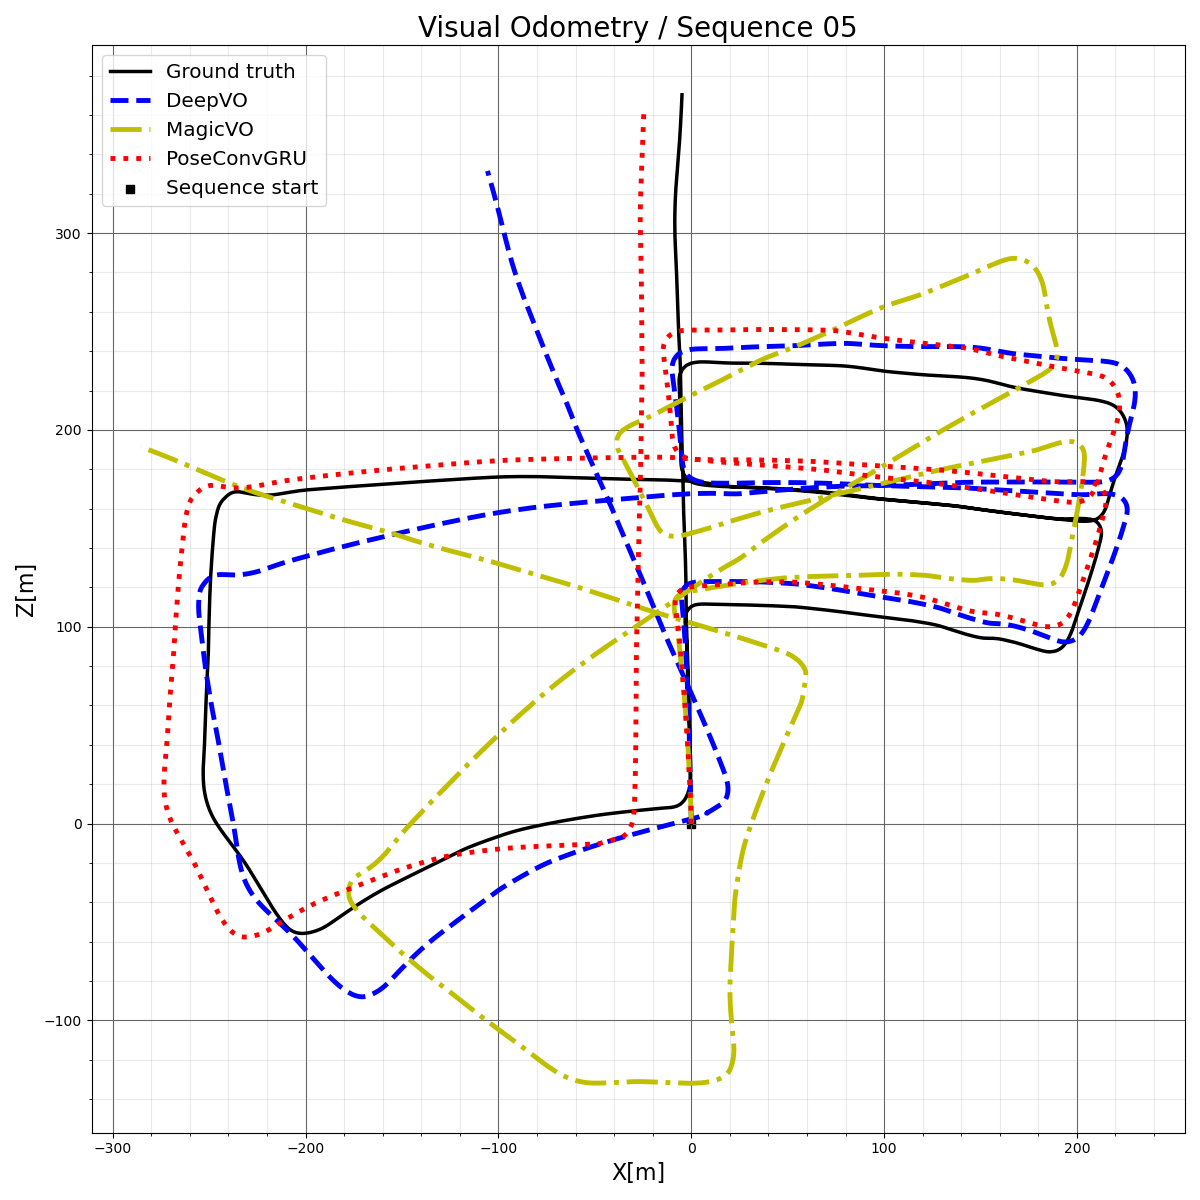 Visual Odometry / Sequence 05
Ground truth
DeepVO
MagicVO
PoseConvGRU
Sequence start
300
200
100
0
−100
Z[m]
−300
−200
−100
0
100
200
X[m]